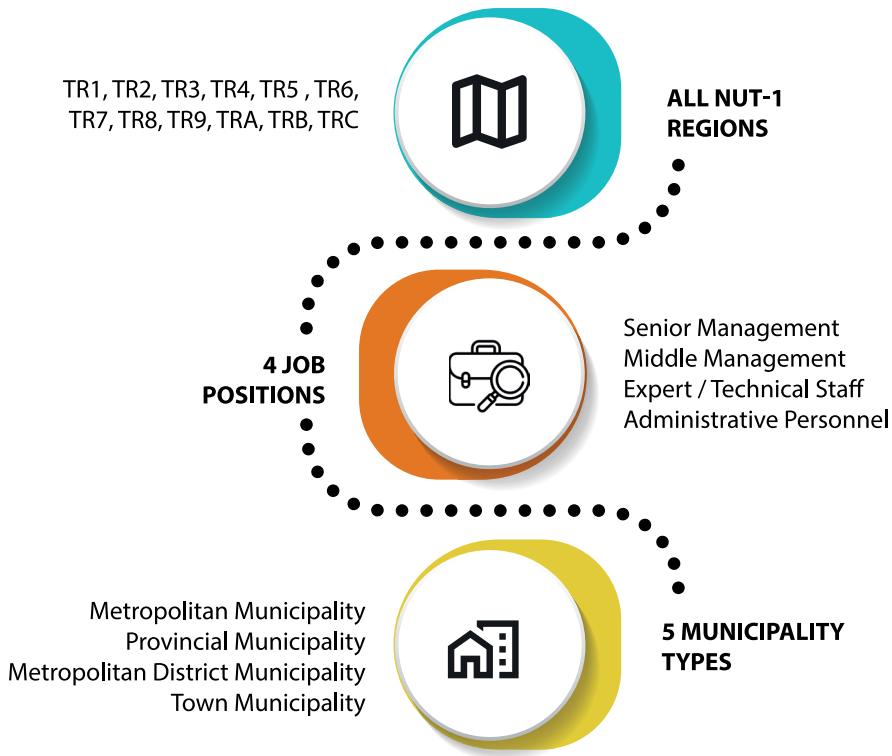 TR1, TR2, TR3, TR4, TR5 , TR6,
TR7, TR8, TR9, TRA, TRB, TRC
ALL NUT-1
REGIONS
4 JOB
POSITIONS
Senior Management
Middle Management
Expert / Technical Staff
Administrative Personnel
Metropolitan Municipality
Provincial Municipality
Metropolitan District Municipality
Town Municipality
5 MUNICIPALITY
TYPES